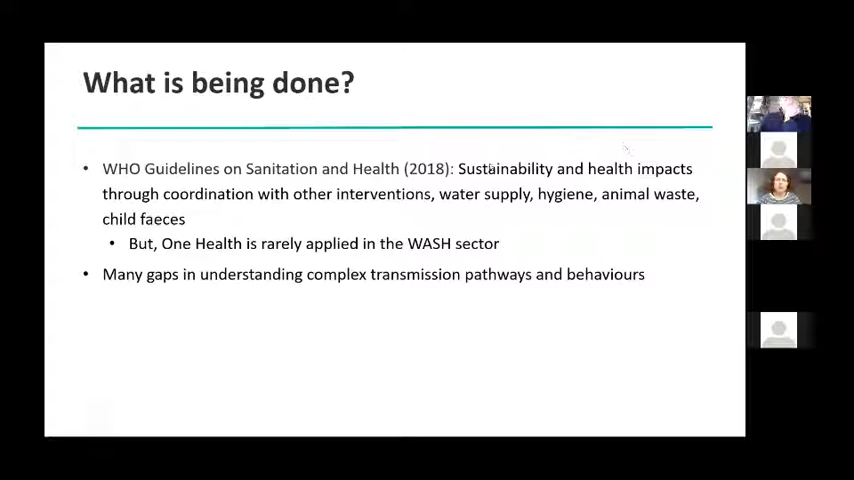 What is being done?
• WHO Guidelines on Sanitation and Health (2018): Sustainability and health impacts
through coordination with other interventions, water supply, hygiene, animal waste,
child faeces
• But, One Health is rarely applied in the WASH sector
• Many gaps in understanding complex transmission pathways and behaviours